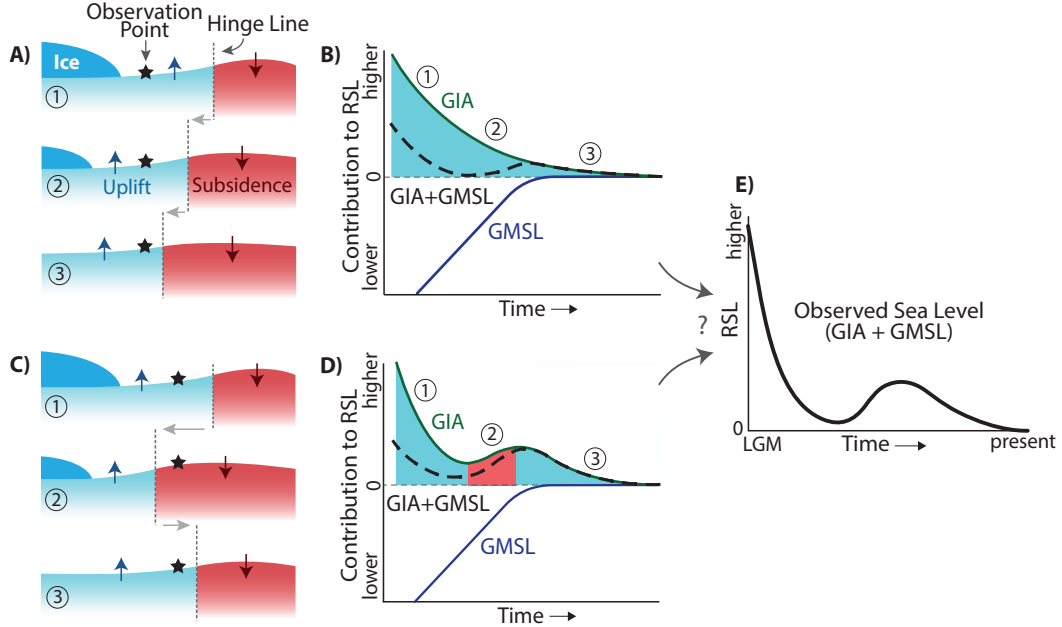 Observation
Point
Hinge Line
A)
Ice
①
②
Uplift
Subsidence
③
B)
Contribution to RSL
higher
0
lower
①
GIA
②
③
GIA+GMSL
GMSL
Time
C)
①
②
③
D)
Contribution to RSL
higher
0
lower
①
GIA
②
③
GIA+GMSL
GMSL
Time
?
E)
RSL
higher
0
Observed Sea Level
(GIA + GMSL)
LGM
Time
present